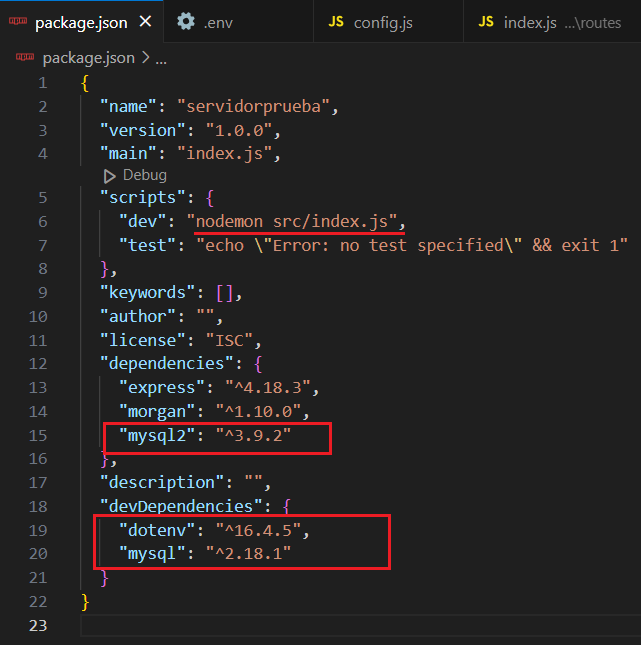 package.json .env JS config.js JS index.js ...\routes
package.json > ...
1 {
2 "name": "servidorprueba",
3 "version": "1.0.0",
4 "main": "index.js",
Debug
5 "scripts": {
6 "dev": "nodemon src/index.js",
7 "test": "echo \"Error: no test specified\" && exit 1"
8 },
9 "keywords": [],
10 "author": "",
11 "license": "ISC",
12 "dependencies": {
13 "express": "^4.18.3",
14 "morgan": "^1.10.0",
15 "mysql2": "^3.9.2"
16 },
17 "description": "",
18 "devDependencies": {
19 "dotenv": "^16.4.5",
20 "mysql": "^2.18.1"
21 }
22 }
23